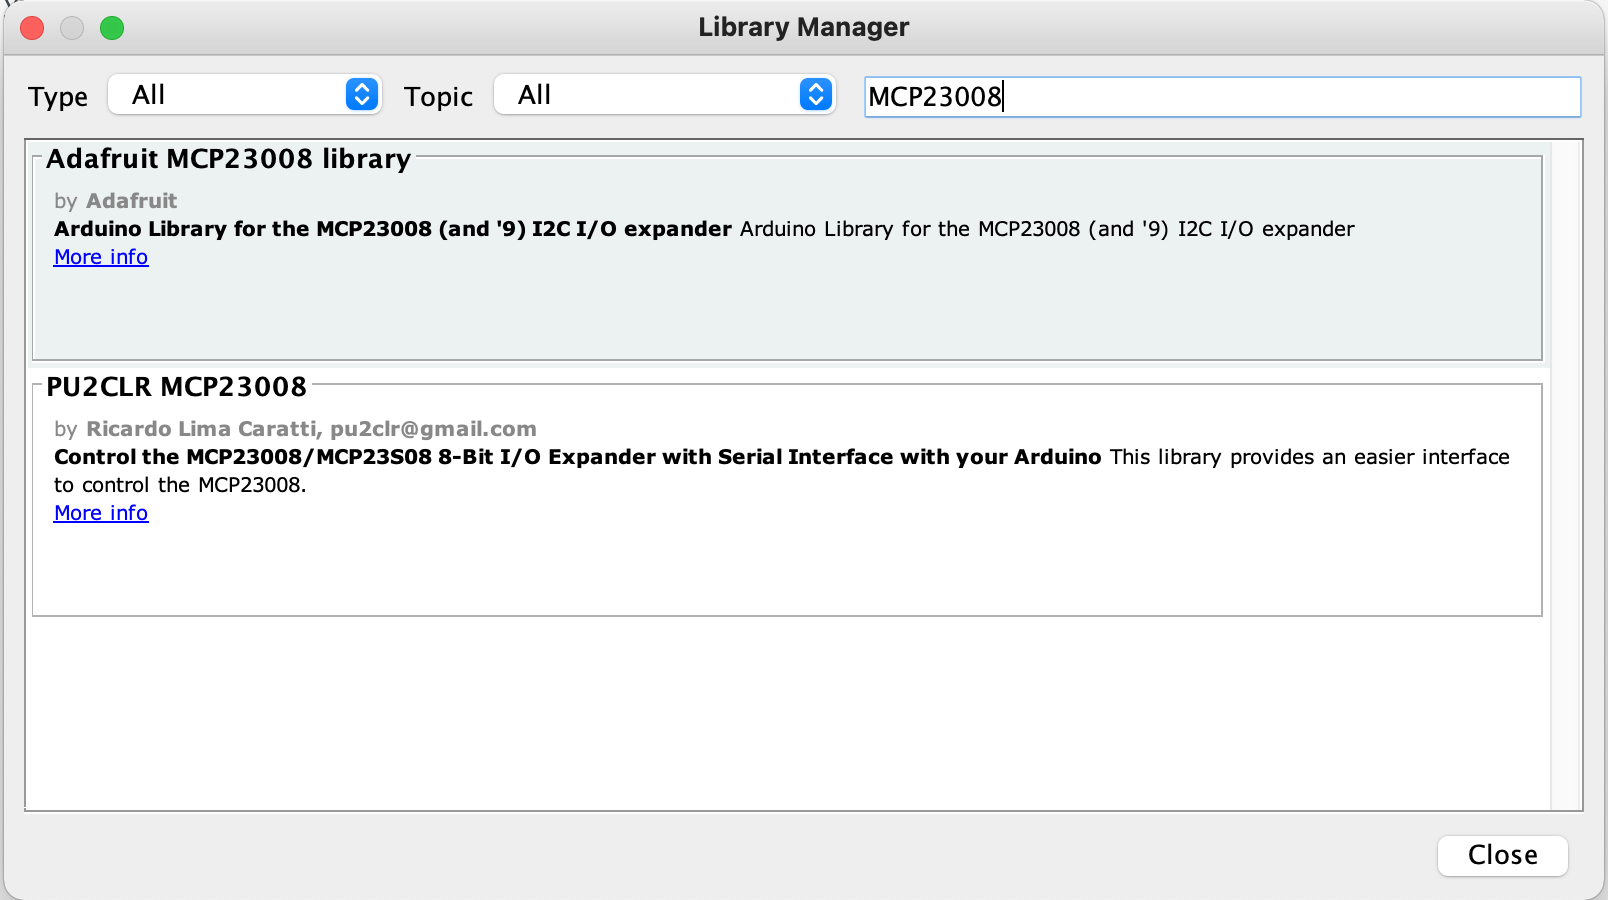 Library Manager
Type All Topic All MCP23008
Adafruit MCP23008 library
by Adafruit
Arduino Library for the MCP23008 (and '9) I2C I/O expander Arduino Library for the MCP23008 (and '9) I2C I/O expander
More info
PU2CLR MCP23008
by Ricardo Lima Caratti, pu2clr@gmail.com
Control the MCP23008/MCP23S08 8-Bit I/O Expander with Serial Interface with your Arduino This library provides an easier interface
to control the MCP23008.
More info
Close